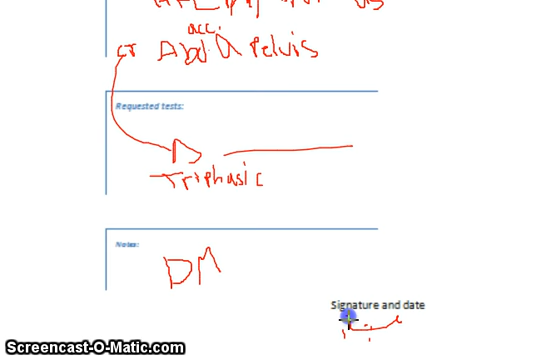 acc.
CT Abd & Pelvis
Requested tests:
Triphasic
Notes:
DM
Signature and date
Screencast-O-Matic.com